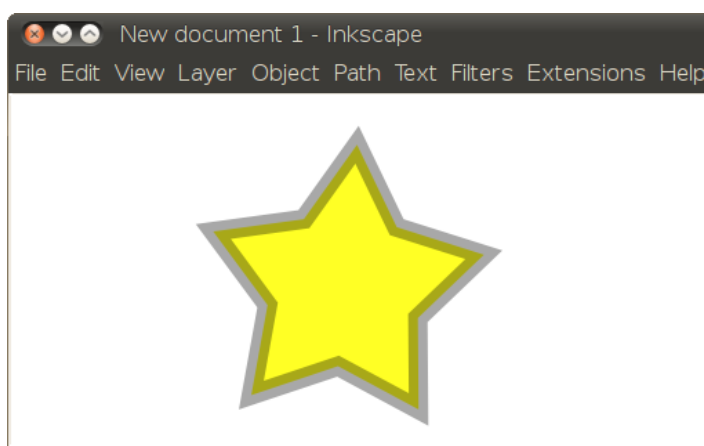 New document 1 - Inkscape
File Edit View Layer Object Path Text Filters Extensions Help